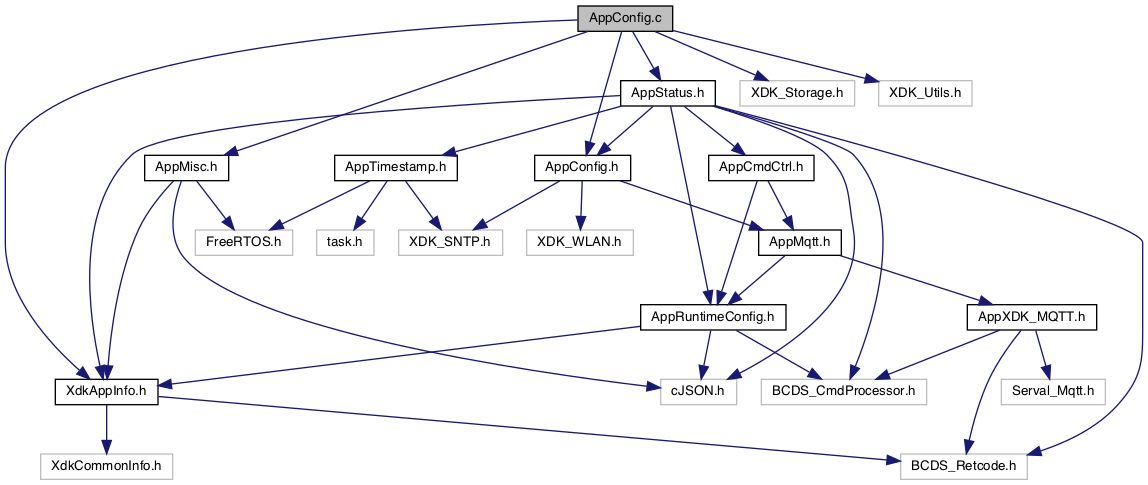 AppConfig.c
AppStatus.h
XDK_Storage.h
XDK_Utils.h
AppMisc.h
AppTimestamp.h
AppConfig.h
AppCmdCtrl.h
FreeRTOS.h
task.h
XDK_SNTP.h
XDK_WLAN.h
AppMqtt.h
AppRuntimeConfig.h
AppXDK_MQTT.h
XdkAppInfo.h
cJSON.h
BCDS_CmdProcessor.h
Serval_Mqtt.h
XdkCommonInfo.h
BCDS_Retcode.h